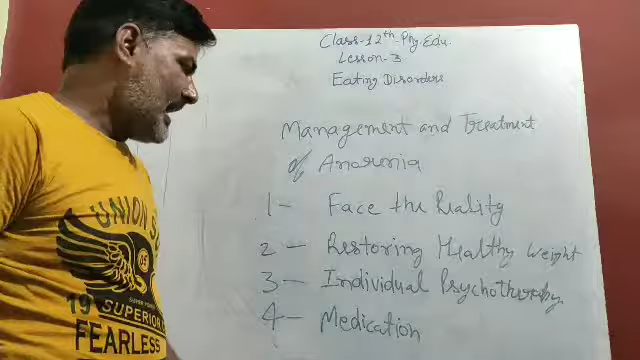 Class-12th Phy. Edu.
Lesson-3
Eating Disorders
Management and Treatment
of Anorexia
1- Face the Reality
2- Restoring Healthy Weight
3- Individual Psychotherapy
4- Medication
UNION
SUPERIOR
19
FEARLESS